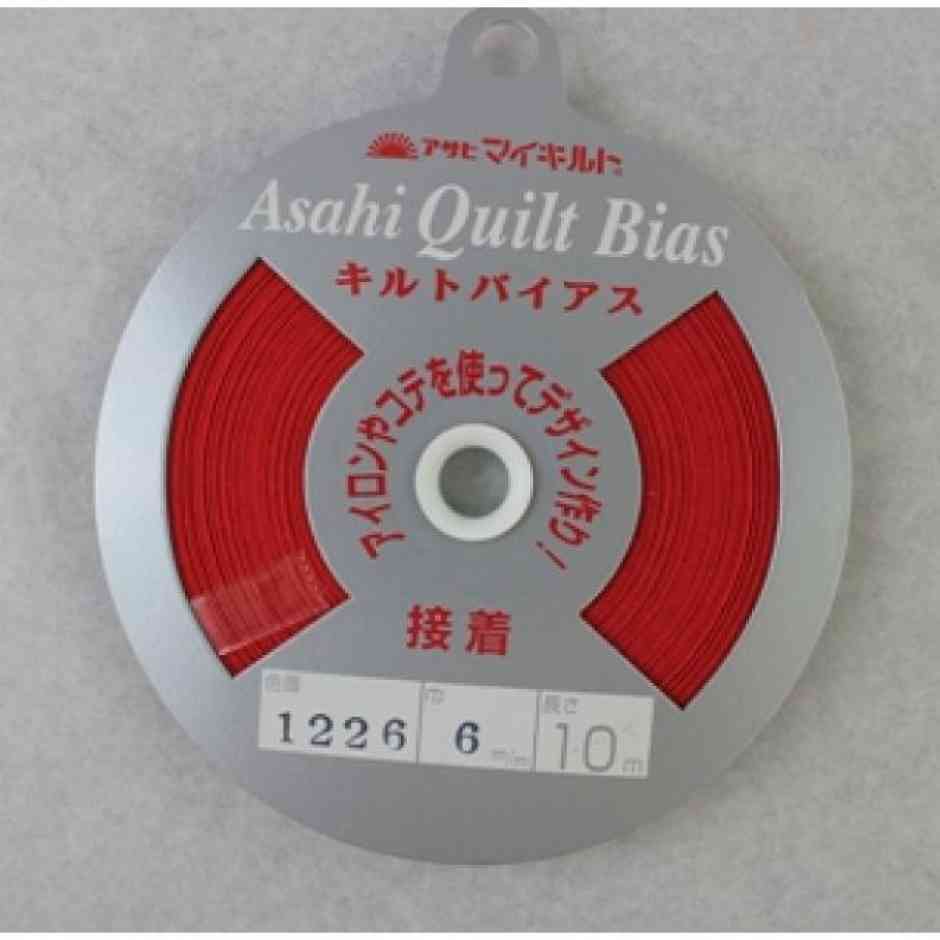 アサヒマイキルト®
Asahi Quilt Bias
キルトバイアス
アイロンやコテを使ってデザイン作り！
接着
色番 巾 長さ
1226 6m/m 10m